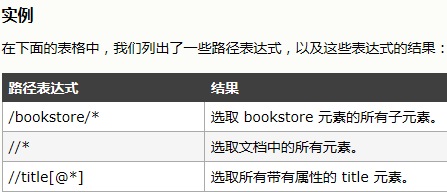 实例
在下面的表格中，我们列出了一些路径表达式，以及这些表达式的结果：
路径表达式 结果
/bookstore/* 选取 bookstore 元素的所有子元素。
//* 选取文档中的所有元素。
//title[@*] 选取所有带有属性的 title 元素。